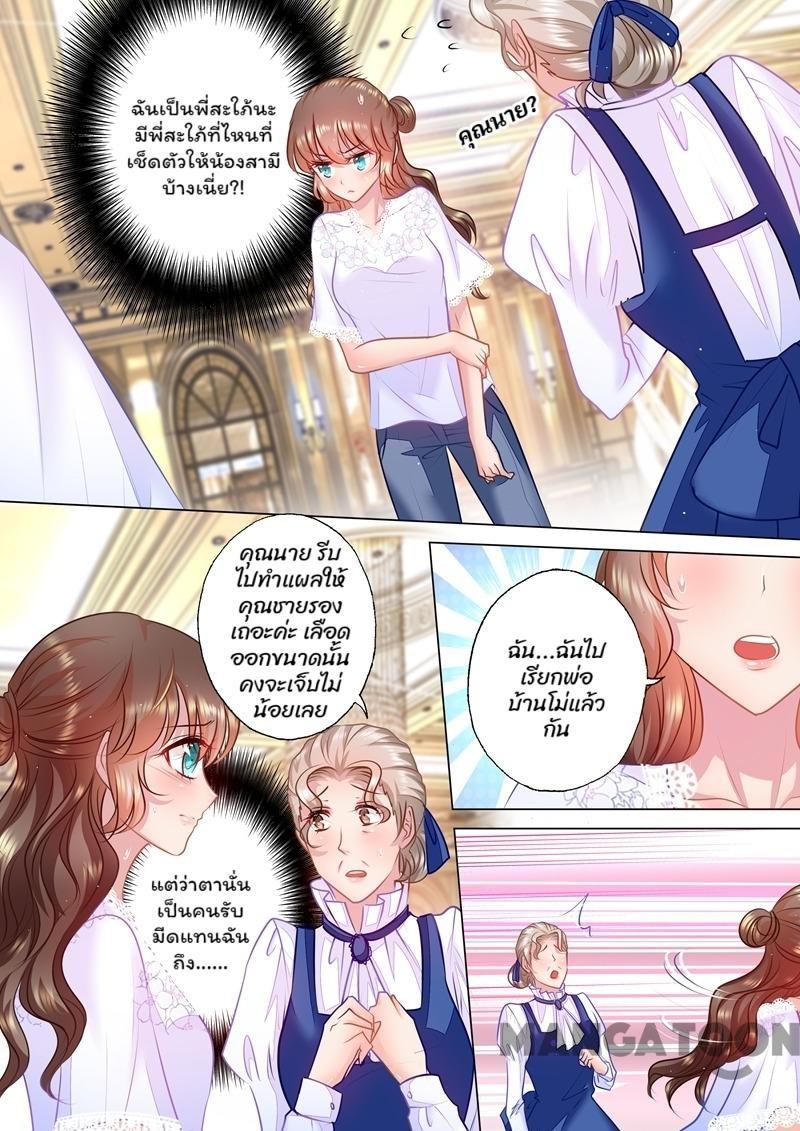 ฉันเป็นพี่สะใภ้นะ
มีพี่สะใภ้ที่ไหนที่
เช็ดตัวให้น้องสามี
บ้างเนี่ย?!
คุณนาย?
คุณนาย รีบ
ไปทำแผลให้
คุณชายรอง
เถอะค่ะ เลือด
ออกขนาดนั้น
คงจะเจ็บไม่
น้อยเลย
ฉัน...ฉันไป
เรียกพ่อ
บ้านโม่แล้ว
กัน
แต่ว่าตานั่น
เป็นคนรับ
มีดแทนฉัน
ถึง......
MANGATOON